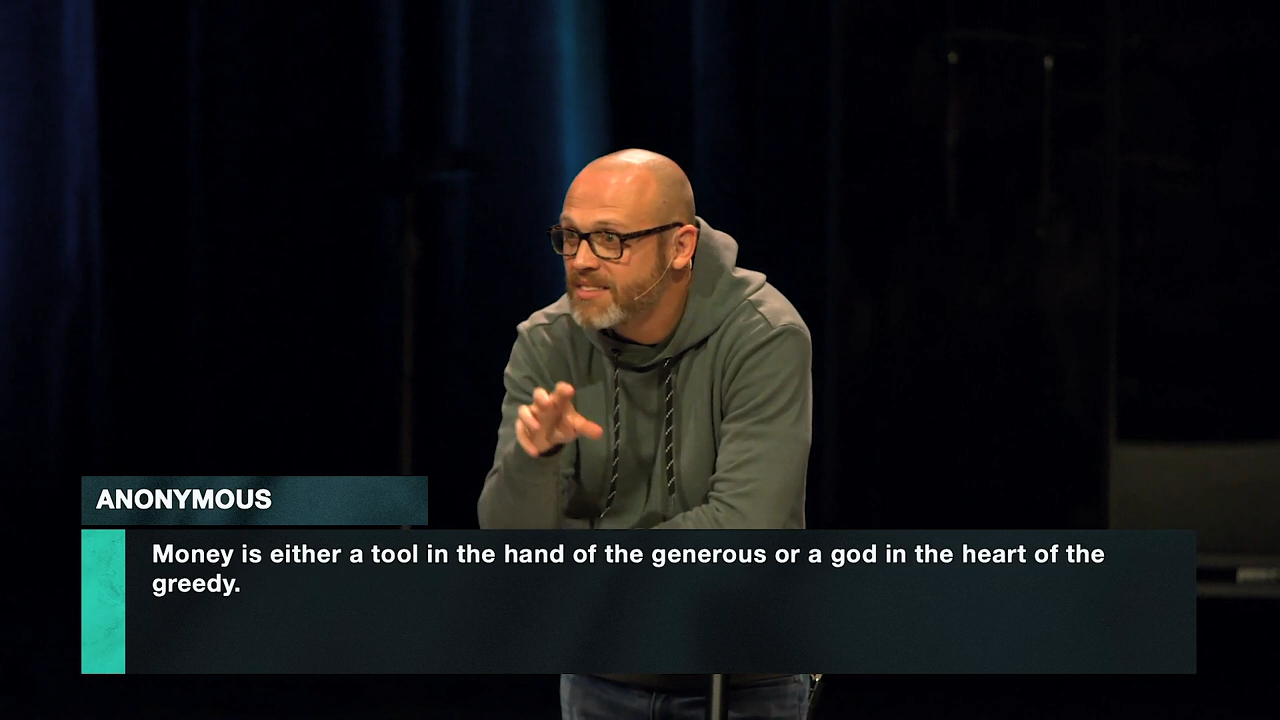 ANONYMOUS
Money is either a tool in the hand of the generous or a god in the heart of the
greedy.